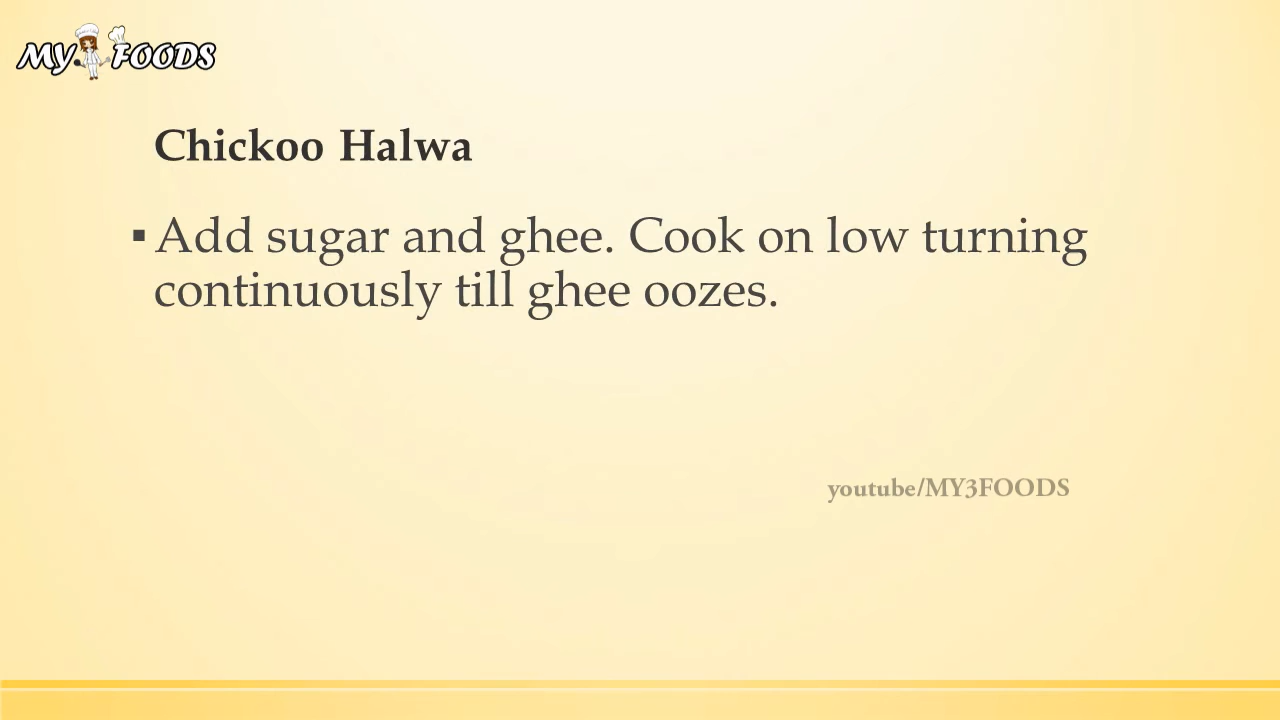 MY FOODS
Chickoo Halwa
▪ Add sugar and ghee. Cook on low turning
continuously till ghee oozes.
youtube/MY3FOODS